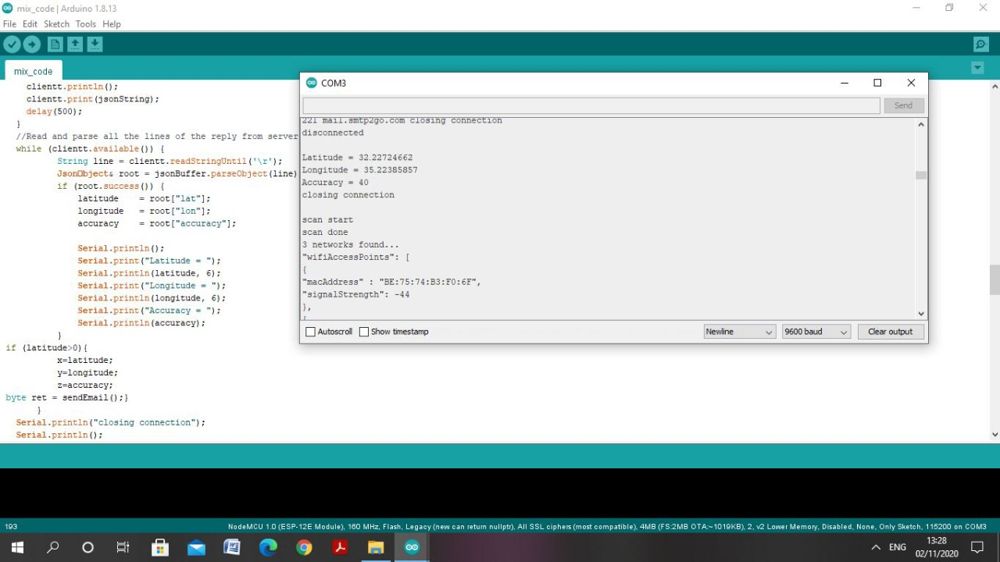 mix_code | Arduino 1.8.13
File Edit Sketch Tools Help
mix_code
clientt.println();
clientt.print(jsonString);
delay(500);
}
//Read and parse all the lines of the reply from server
while (clientt.available()) {
String line = clientt.readStringUntil('\r');
JsonObject& root = jsonBuffer.parseObject(line)
if (root.success()) {
latitude = root["lat"];
longitude = root["lon"];
accuracy = root["accuracy"];
Serial.println();
Serial.print("Latitude = ");
Serial.println(latitude, 6);
Serial.print("Longitude = ");
Serial.println(longitude, 6);
Serial.print("Accuracy = ");
Serial.println(accuracy);
}
if (latitude>0){
x=latitude;
y=longitude;
z=accuracy;
byte ret = sendEmail();}
}
Serial.println("closing connection");
Serial.println();
COM3
Send
221 mail.smtp2go.com closing connection
disconnected
Latitude = 32.22724662
Longitude = 35.22385857
Accuracy = 40
closing connection
scan start
scan done
3 networks found...
"wifiAccessPoints": [
{
"macAddress" : "BE:75:74:B3:F0:6F",
"signalStrength": -44
},
Autoscroll Show timestamp Newline 9600 baud Clear output
193 NodeMCU 1.0 (ESP-12E Module), 160 MHz, Flash, Legacy (new can return nullptr), All SSL ciphers (most compatible), 4MB (FS:2MB OTA:~1019KB), 2, v2 Lower Memory, Disabled, None, Only Sketch, 115200 on COM3
ENG
13:28
02/11/2020